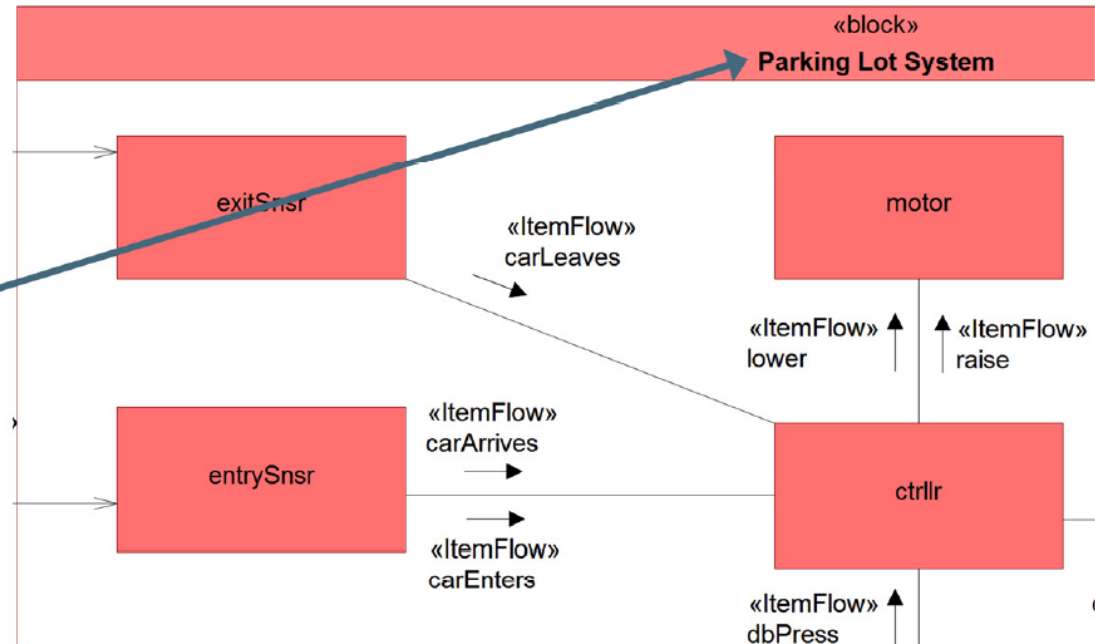 «block»
Parking Lot System
exitSnsr
motor
«ItemFlow»
carLeaves
«ItemFlow»
lower
«ItemFlow»
raise
«ItemFlow»
carArrives
entrySnsr
ctrllr
«ItemFlow»
carEnters
«ItemFlow»
dbPress